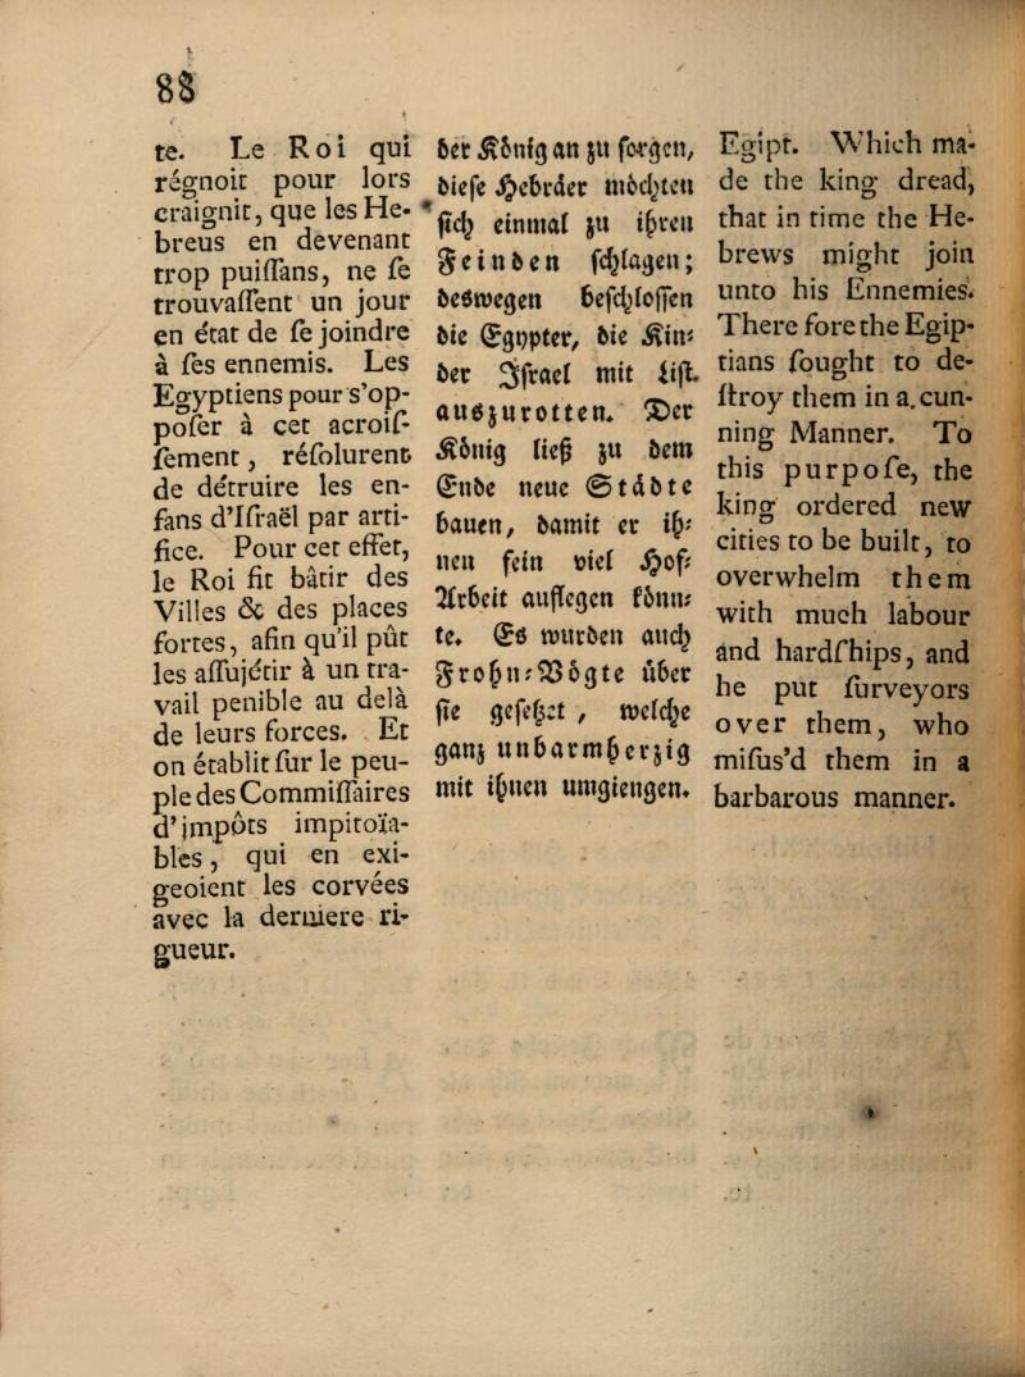 88
te. Le Roi qui
régnoit pour lors
craignit, que les He-
breus en devenant
trop puiſſans, ne ſe
trouvaſſent un jour
en état de ſe joindre
à ſes ennemis. Les
Egyptiens pour s'op-
poſer à cet acroiſ-
ſement, réſolurent
de détruire les en-
fans d'Iſraël par arti-
fice. Pour cet effet,
le Roi fit bâtir des
Villes & des places
fortes, afin qu'il pût
les aſſujétir à un tra-
vail penible au delà
de leurs forces. Et
on établit ſur le peu-
ple des Commiſſaires
d'impôts impitoïa-
bles, qui en exi-
geoient les corvées
avec la derniere ri-
gueur.
der König an zu ſorgen,
dieſe Hebräer möchten
ſich einmal zu ihren
Feinden ſchlagen;
deswegen beſchloſſen
die Egypter, die Kin-
der Iſrael mit Liſt
auszurotten. Der
König ließ zu dem
Ende neue Städte
bauen, damit er ih-
nen fein viel Hof-
Arbeit auflegen könn-
te. Es wurden auch
Frohn-Vögte über
ſie geſetzt, welche
ganz unbarmherzig
mit ihnen umgiengen.
Egipt. Which ma-
de the king dread,
that in time the He-
brews might join
unto his Ennemies.
There fore the Egip-
tians ſought to de-
ſtroy them in a cun-
ning Manner. To
this purpoſe, the
king ordered new
cities to be built, to
overwhelm them
with much labour
and hardſhips, and
he put ſurveyors
over them, who
miſus'd them in a
barbarous manner.